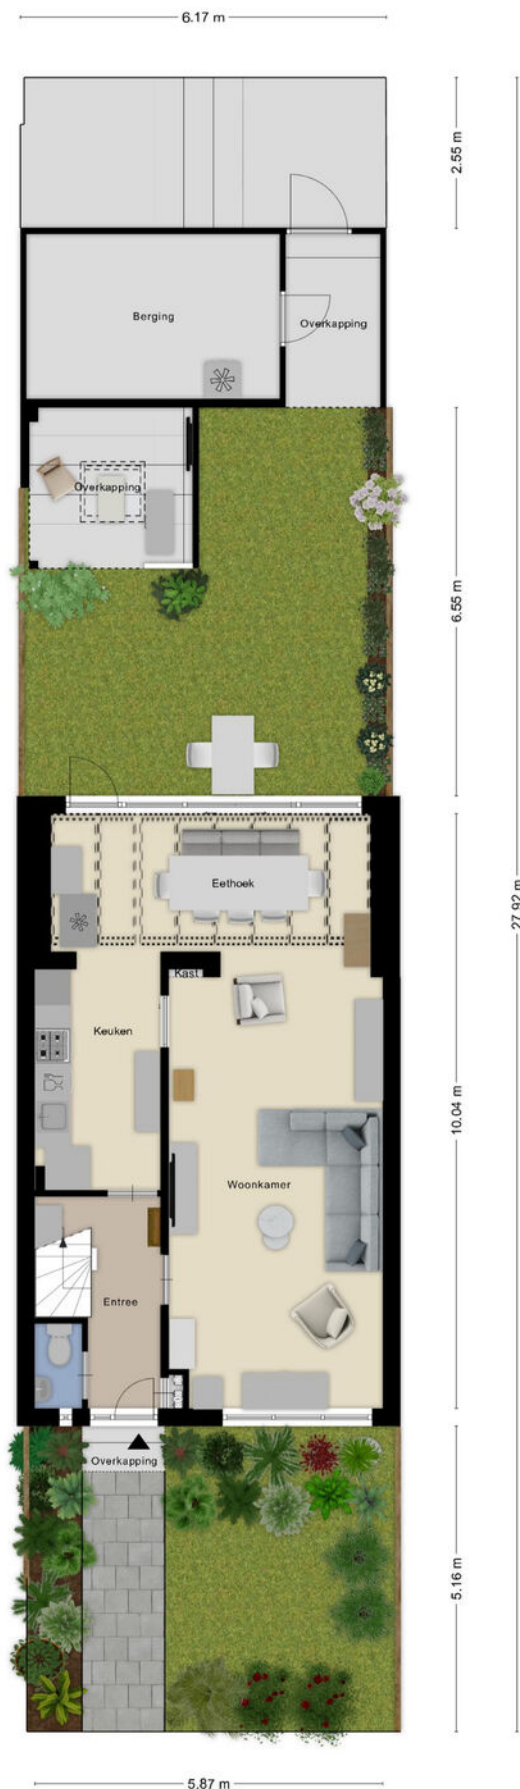 6.17 m
2.55 m
Berging
Overkapping
Overkapping
6.55 m
Eethoek
27.92 m
Kast
Keuken
10.04 m
Woonkamer
Entree
Overkapping
5.16 m
5.87 m